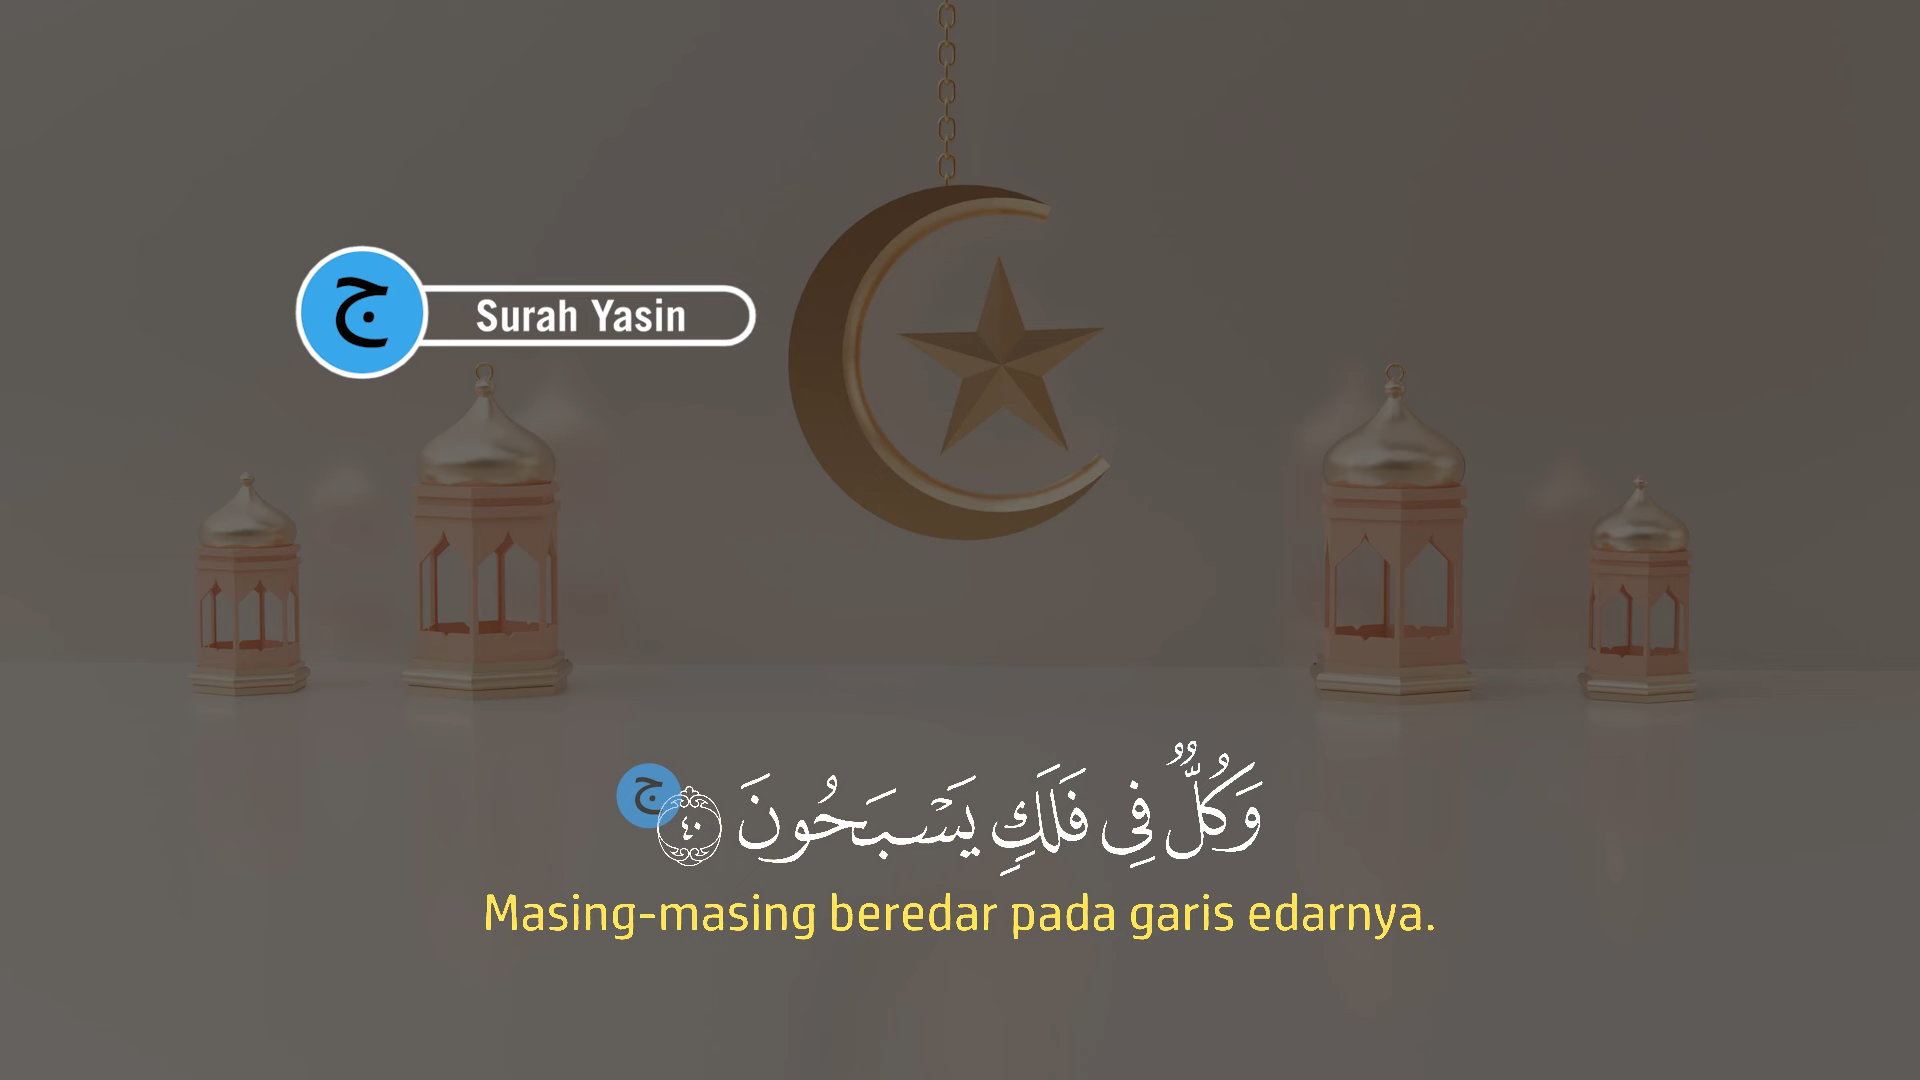 ج
Surah Yasin
وَكُلٌّ فِى فَلَكٍ يَسْبَحُونَ ٤٠ ج
Masing-masing beredar pada garis edarnya.